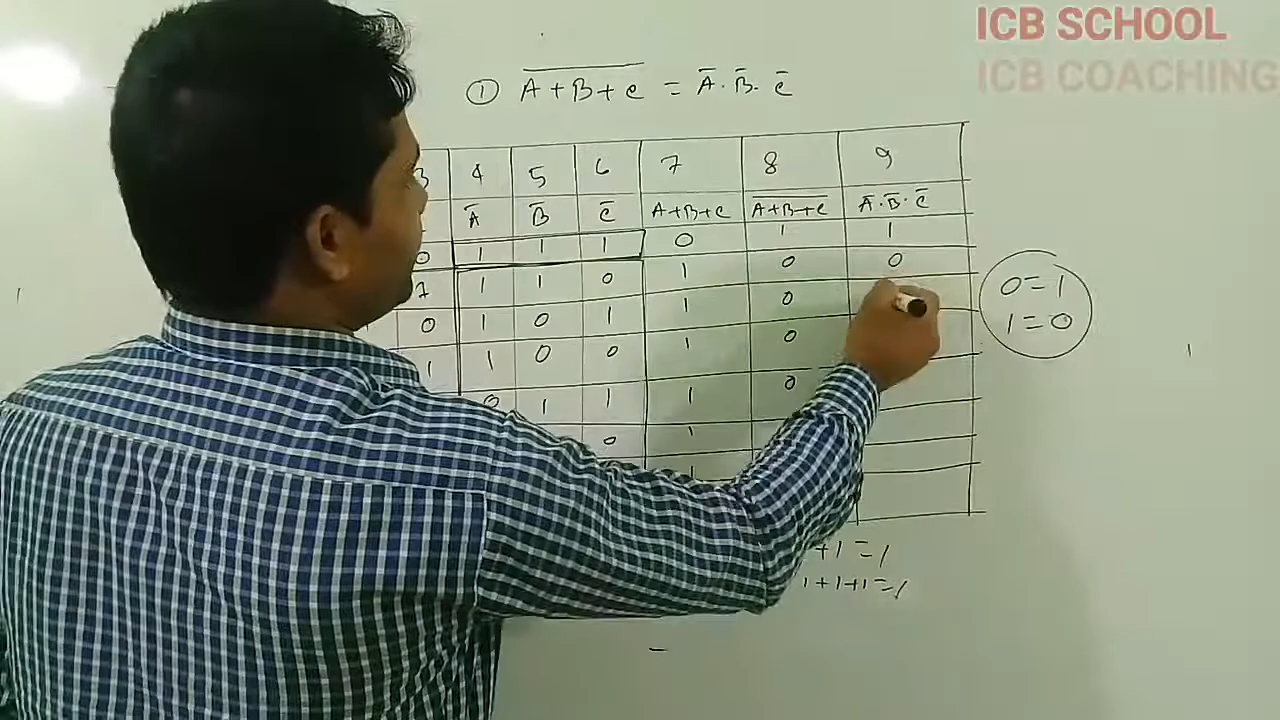 ICB SCHOOL
ICB COACHING
① \overline{A+B+C} = Ā.B̄.C̄
3 4 5 6 7 8 9
Ā B̄ C̄ A+B+C \overline{A+B+C} Ā.B̄.C̄
0 1 1 1 0 1 1
1 1 1 0 1 0 0
0 1 0 1 1 0
1 1 0 0 1 0
0 1 1 1 0
0 1
1
0=1
1=0
+1=1
1+1+1=1